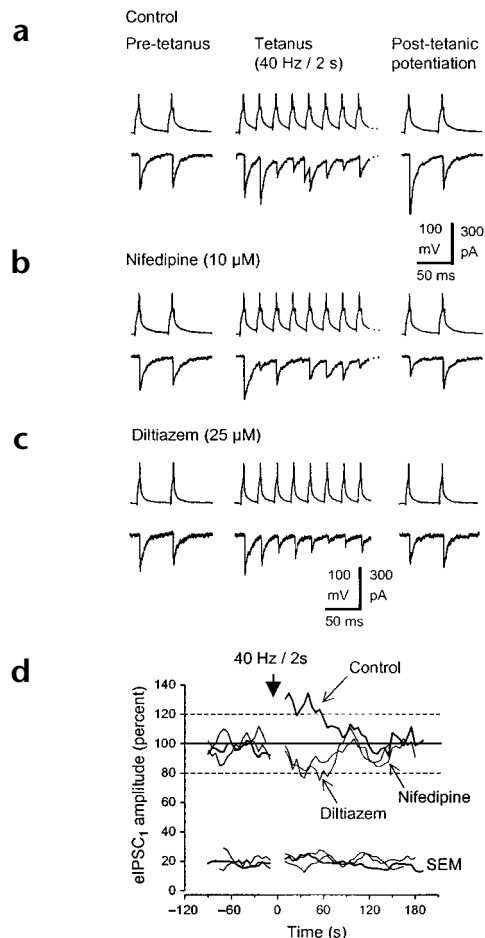 a
Control
Pre-tetanus
Tetanus
(40 Hz / 2 s)
Post-tetanic
potentiation
100
mV
300
pA
50 ms
b
Nifedipine (10 µM)
c
Diltiazem (25 µM)
100
mV
300
pA
50 ms
d
40 Hz / 2s
Control
Diltiazem
Nifedipine
SEM
eIPSC1 amplitude (percent)
140
120
100
80
60
40
20
0
−120
−60
0
60
120
180
Time (s)